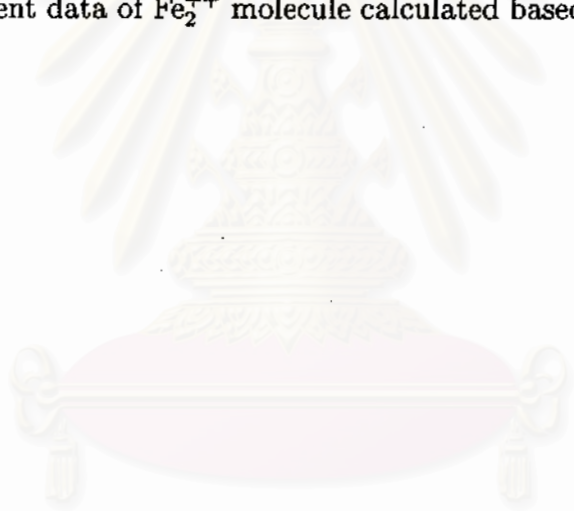 ent data of Fe₂⁺⁺ molecule calculated based